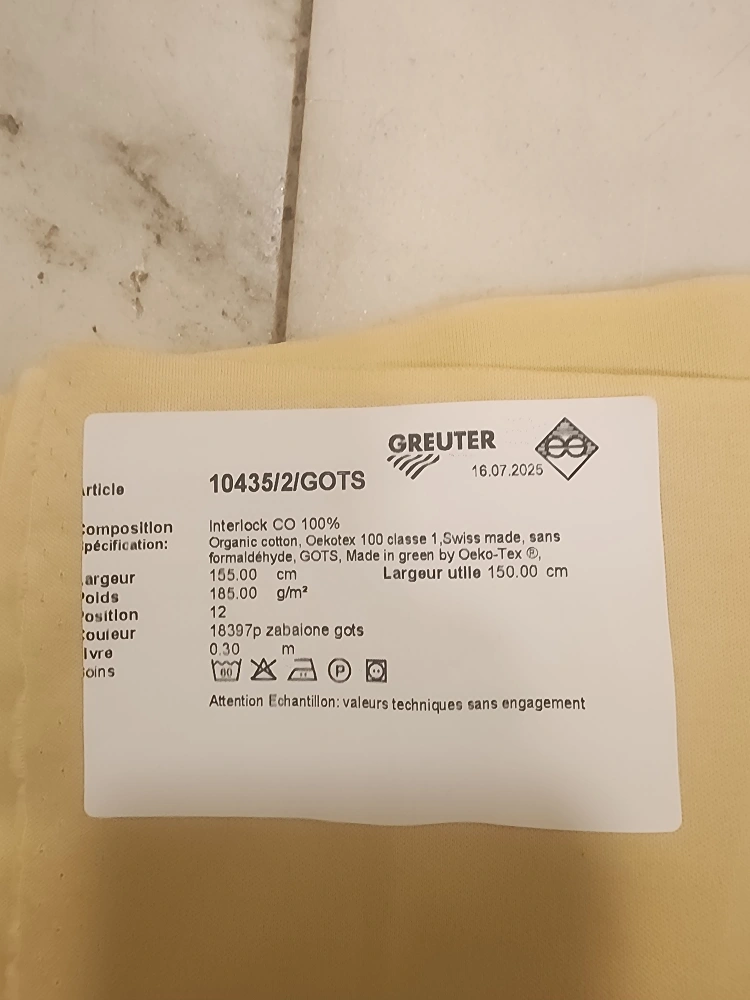 GREUTER
16.07.2025
rticle 10435/2/GOTS
omposition Interlock CO 100%
pécification: Organic cotton, Oekotex 100 classe 1,Swiss made, sans
formaldéhyde, GOTS, Made in green by Oeko-Tex ®,
argeur 155.00 cm Largeur utile 150.00 cm
oids 185.00 g/m²
osition 12
ouleur 18397p zabaione gots
ivre 0.30 m
oins P
Attention Echantillon: valeurs techniques sans engagement